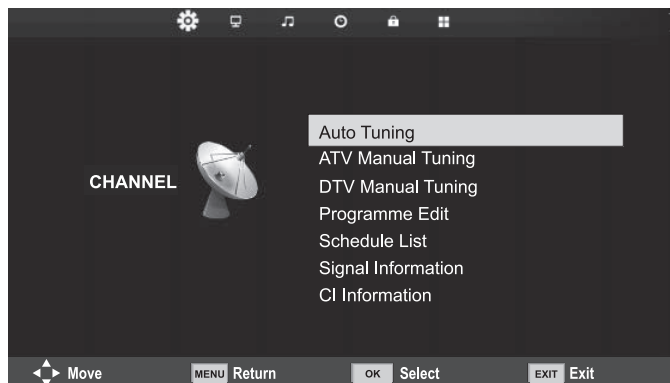 Auto Tuning
ATV Manual Tuning
CHANNEL
DTV Manual Tuning
Programme Edit
Schedule List
Signal Information
CI Information
Move MENU Return OK Select EXIT Exit